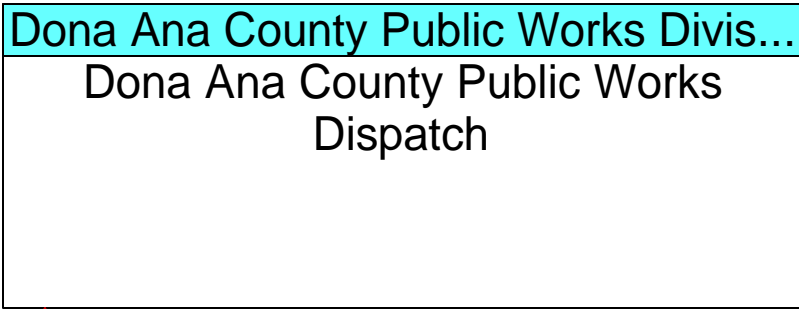 Dona Ana County Public Works Divis...
Dona Ana County Public Works
Dispatch